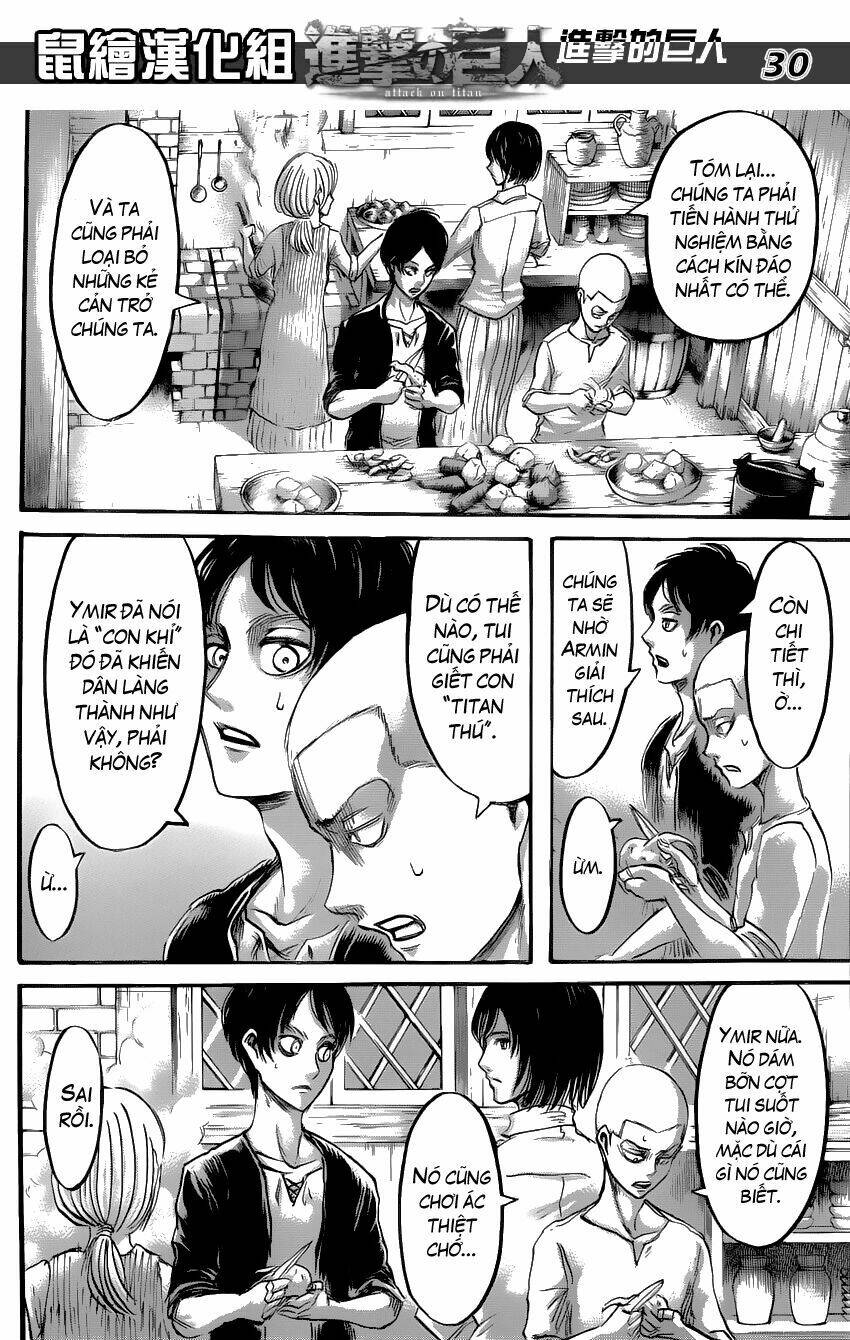 鼠繪漢化組
進撃の巨人
attack on titan
進擊的巨人
30
TÓM LẠI...
CHÚNG TA PHẢI
TIẾN HÀNH THỬ
NGHIỆM BẰNG
CÁCH KÍN ĐÁO
NHẤT CÓ THỂ.
VÀ TA
CŨNG PHẢI
LOẠI BỎ
NHỮNG KẺ
CẢN TRỞ
CHÚNG TA.
CÒN
CHI
TIẾT
THÌ,
Ờ...
CHÚNG
TA SẼ
NHỜ
ARMIN
GIẢI
THÍCH
SAU.
ỪM.
DÙ CÓ THẾ
NÀO, TUI
CŨNG PHẢI
GIẾT CON
“TITAN
THÚ”.
YMIR ĐÃ NÓI
LÀ “CON KHỈ”
ĐÓ ĐÃ KHIẾN
DÂN LÀNG
THÀNH NHƯ
VẬY, PHẢI
KHÔNG?
Ừ...
YMIR NỮA.
NÓ DÁM
BỠN CỢT
TUI SUỐT
NÀO GIỜ,
MẶC DÙ CÁI
GÌ NÓ CŨNG
BIẾT.
NÓ CŨNG
CHƠI ÁC
THIỆT
CHỚ...
SAI
RỒI.